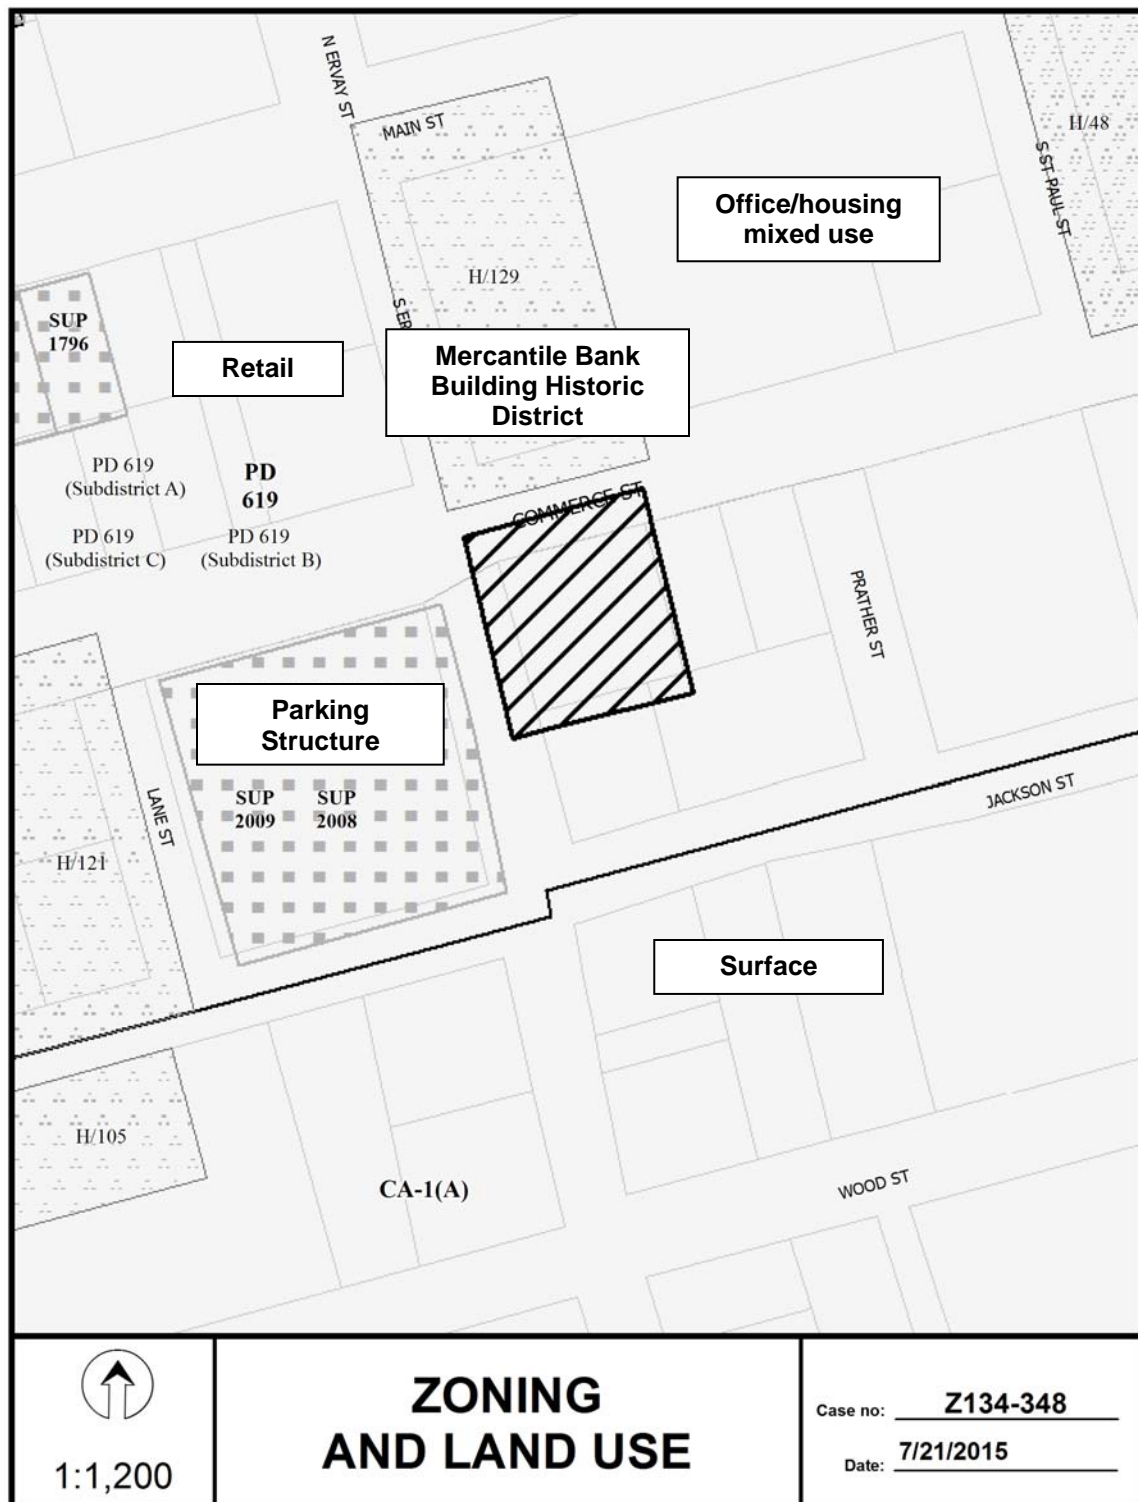 N ERVAY ST
MAIN ST
H/48
S ST PAUL ST
Office/housing
mixed use
H/129
S ER
SUP
1796
Retail
Mercantile Bank
Building Historic
District
PD 619
(Subdistrict A)
PD
619
PD 619
(Subdistrict C)
PD 619
(Subdistrict B)
COMMERCE ST
PRATHER ST
Parking
Structure
SUP
2009
SUP
2008
LANE ST
JACKSON ST
H/121
Surface
H/105
CA-1(A)
WOOD ST
1:1,200
ZONING
AND LAND USE
Case no: Z134-348
Date: 7/21/2015